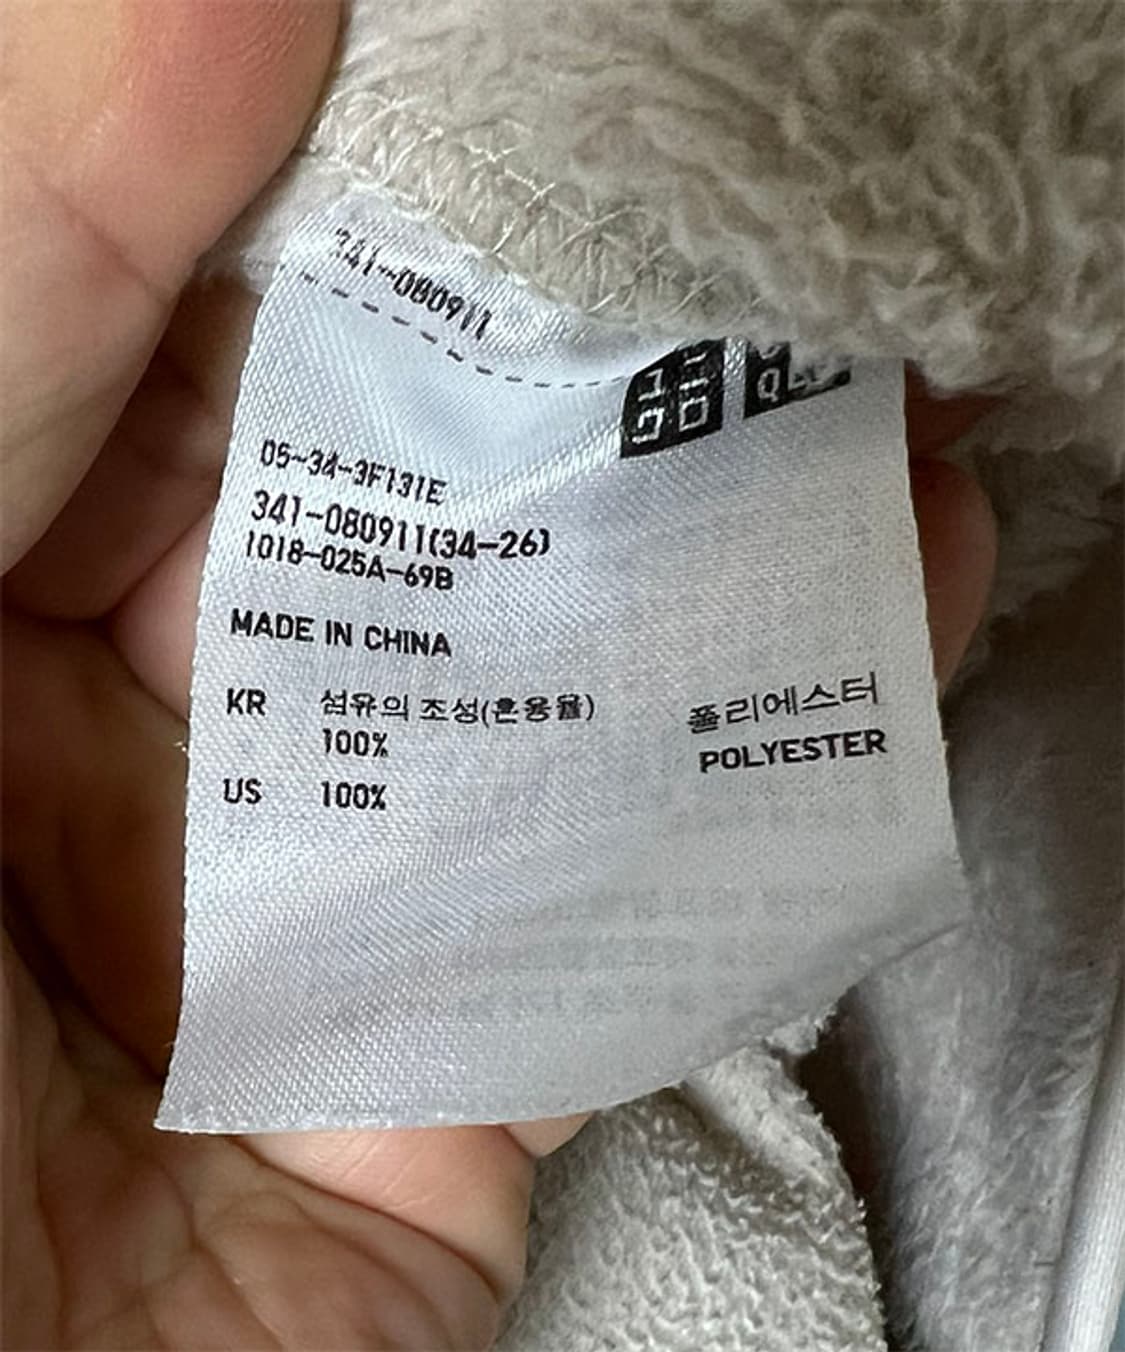 341-080911
05-34-3F131E
341-080911(34-26)
1018-025A-69B
MADE IN CHINA
KR 섬유의 조성(혼용율) 폴리에스터
100% POLYESTER
US 100%